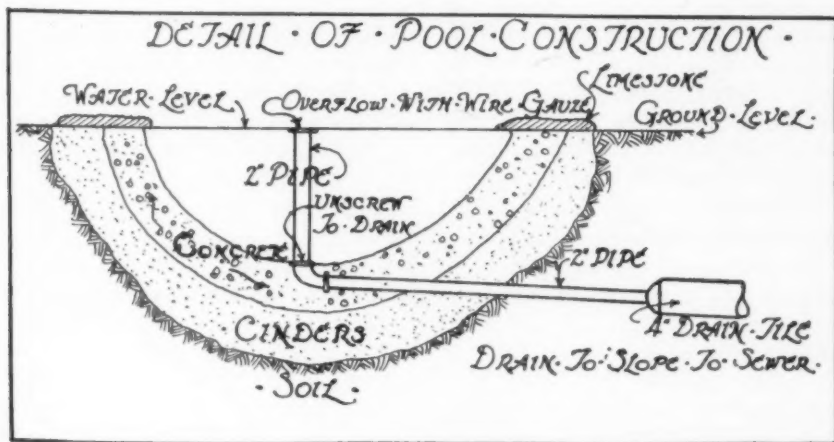 DETAIL · OF · POOL · CONSTRUCTION ·
LIMESTONE
WATER · LEVEL
OVERFLOW · WITH · WIRE · GAUZE
GROUND · LEVEL ·
2" PIPE
UNSCREW
TO · DRAIN
CONCRETE
2" PIPE
CINDERS
4" DRAIN · TILE
DRAIN · TO · SLOPE · TO · SEWER ·
· SOIL ·